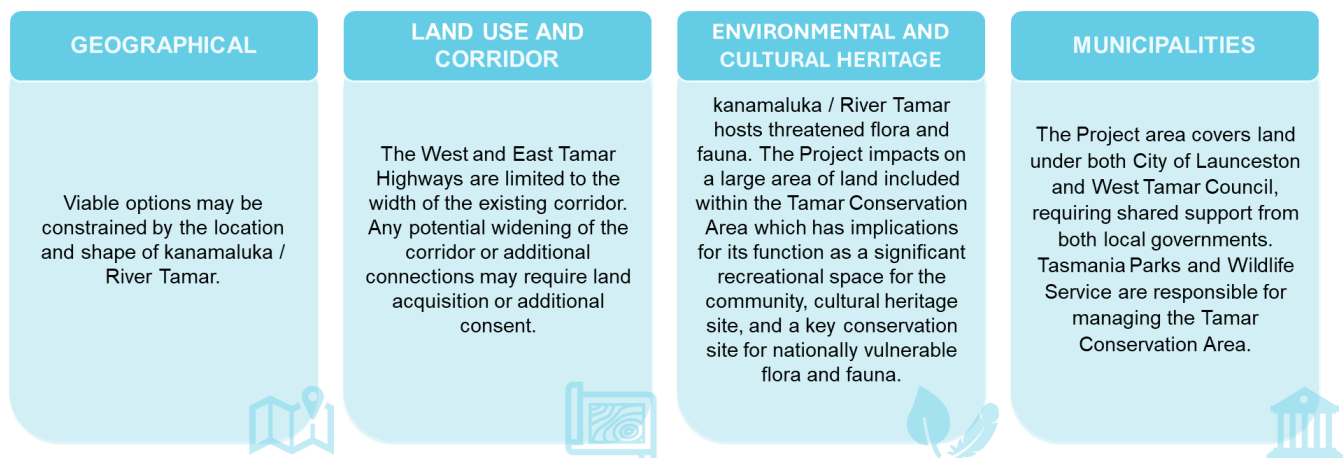 GEOGRAPHICAL
Viable options may be
constrained by the location
and shape of kanamaluka /
River Tamar.
LAND USE AND
CORRIDOR
The West and East Tamar
Highways are limited to the
width of the existing corridor.
Any potential widening of the
corridor or additional
connections may require land
acquisition or additional
consent.
ENVIRONMENTAL AND
CULTURAL HERITAGE
kanamaluka / River Tamar
hosts threatened flora and
fauna. The Project impacts on
a large area of land included
within the Tamar Conservation
Area which has implications
for its function as a significant
recreational space for the
community, cultural heritage
site, and a key conservation
site for nationally vulnerable
flora and fauna.
MUNICIPALITIES
The Project area covers land
under both City of Launceston
and West Tamar Council,
requiring shared support from
both local governments.
Tasmania Parks and Wildlife
Service are responsible for
managing the Tamar
Conservation Area.